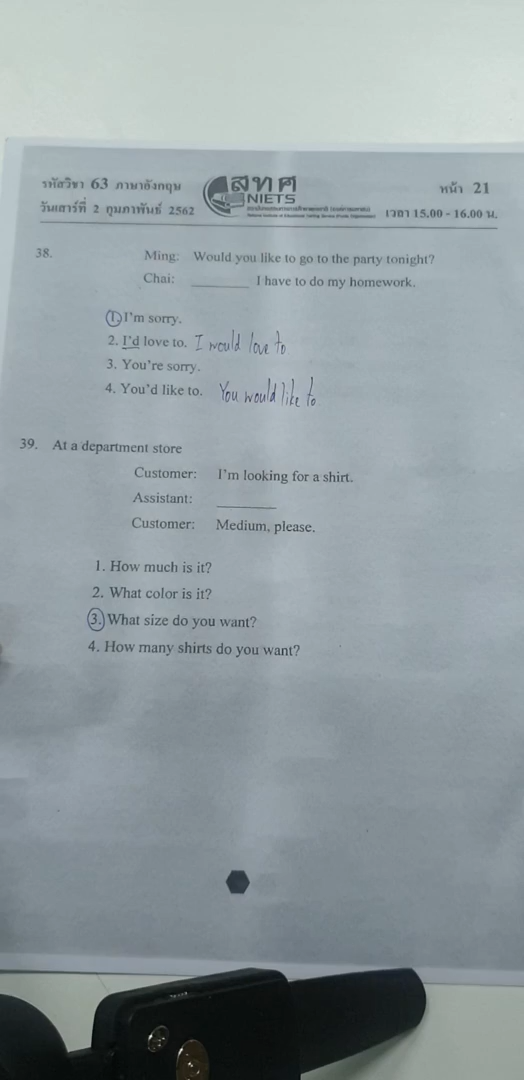 รหัสวิชา 63 ภาษาอังกฤษ
วันเสาร์ที่ 2 กุมภาพันธ์ 2562
สทศ
NIETS
หน้า 21
เวลา 15.00 - 16.00 น.
38. Ming: Would you like to go to the party tonight?
Chai: ________ I have to do my homework.
1. I'm sorry.
2. I'd love to. I would love to
3. You're sorry.
4. You'd like to. You would like to
39. At a department store
Customer: I'm looking for a shirt.
Assistant: ________
Customer: Medium, please.
1. How much is it?
2. What color is it?
3. What size do you want?
4. How many shirts do you want?